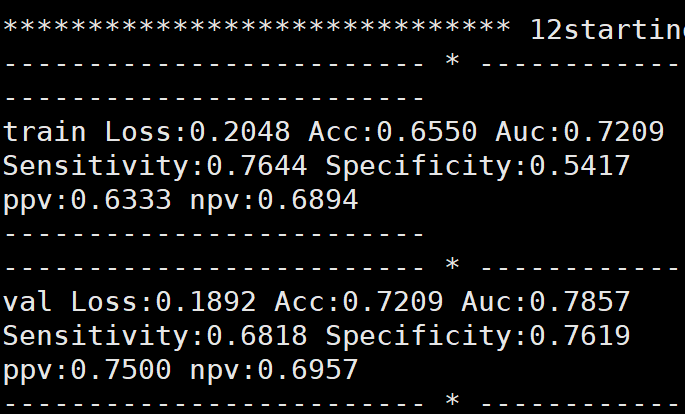 ****************************** 12starting
------------------------- * ------------
-------------------------
train Loss:0.2048 Acc:0.6550 Auc:0.7209
Sensitivity:0.7644 Specificity:0.5417
ppv:0.6333 npv:0.6894
-------------------------
------------------------- * ------------
val Loss:0.1892 Acc:0.7209 Auc:0.7857
Sensitivity:0.6818 Specificity:0.7619
ppv:0.7500 npv:0.6957
------------------------- * ------------